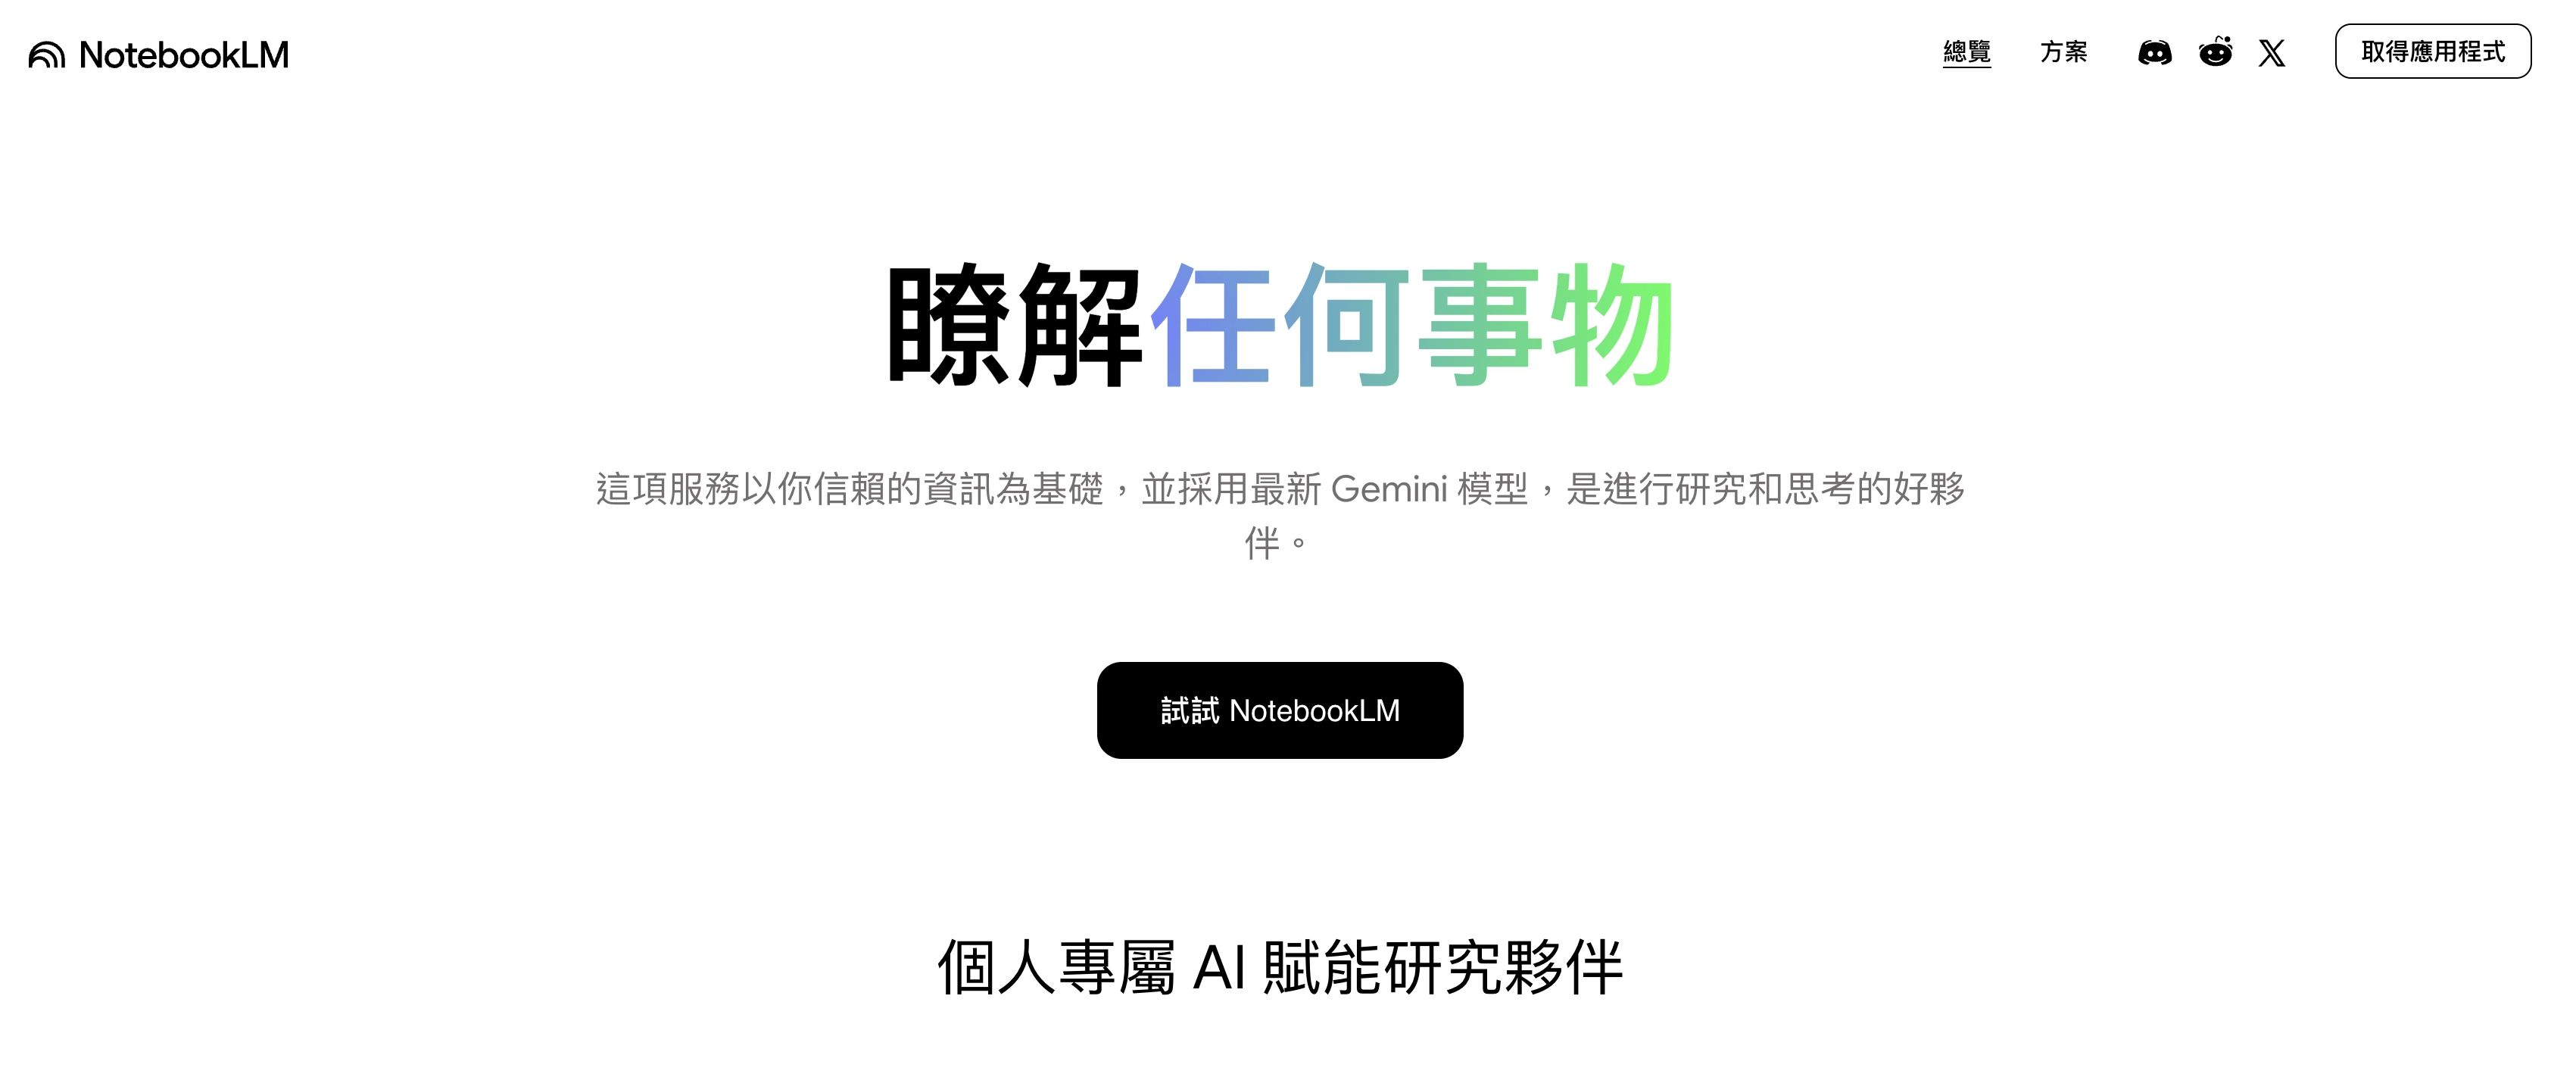 NotebookLM
總覽
方案
取得應用程式
瞭解任何事物
這項服務以你信賴的資訊為基礎，並採用最新 Gemini 模型，是進行研究和思考的好夥
伴。
試試 NotebookLM
個人專屬 AI 賦能研究夥伴